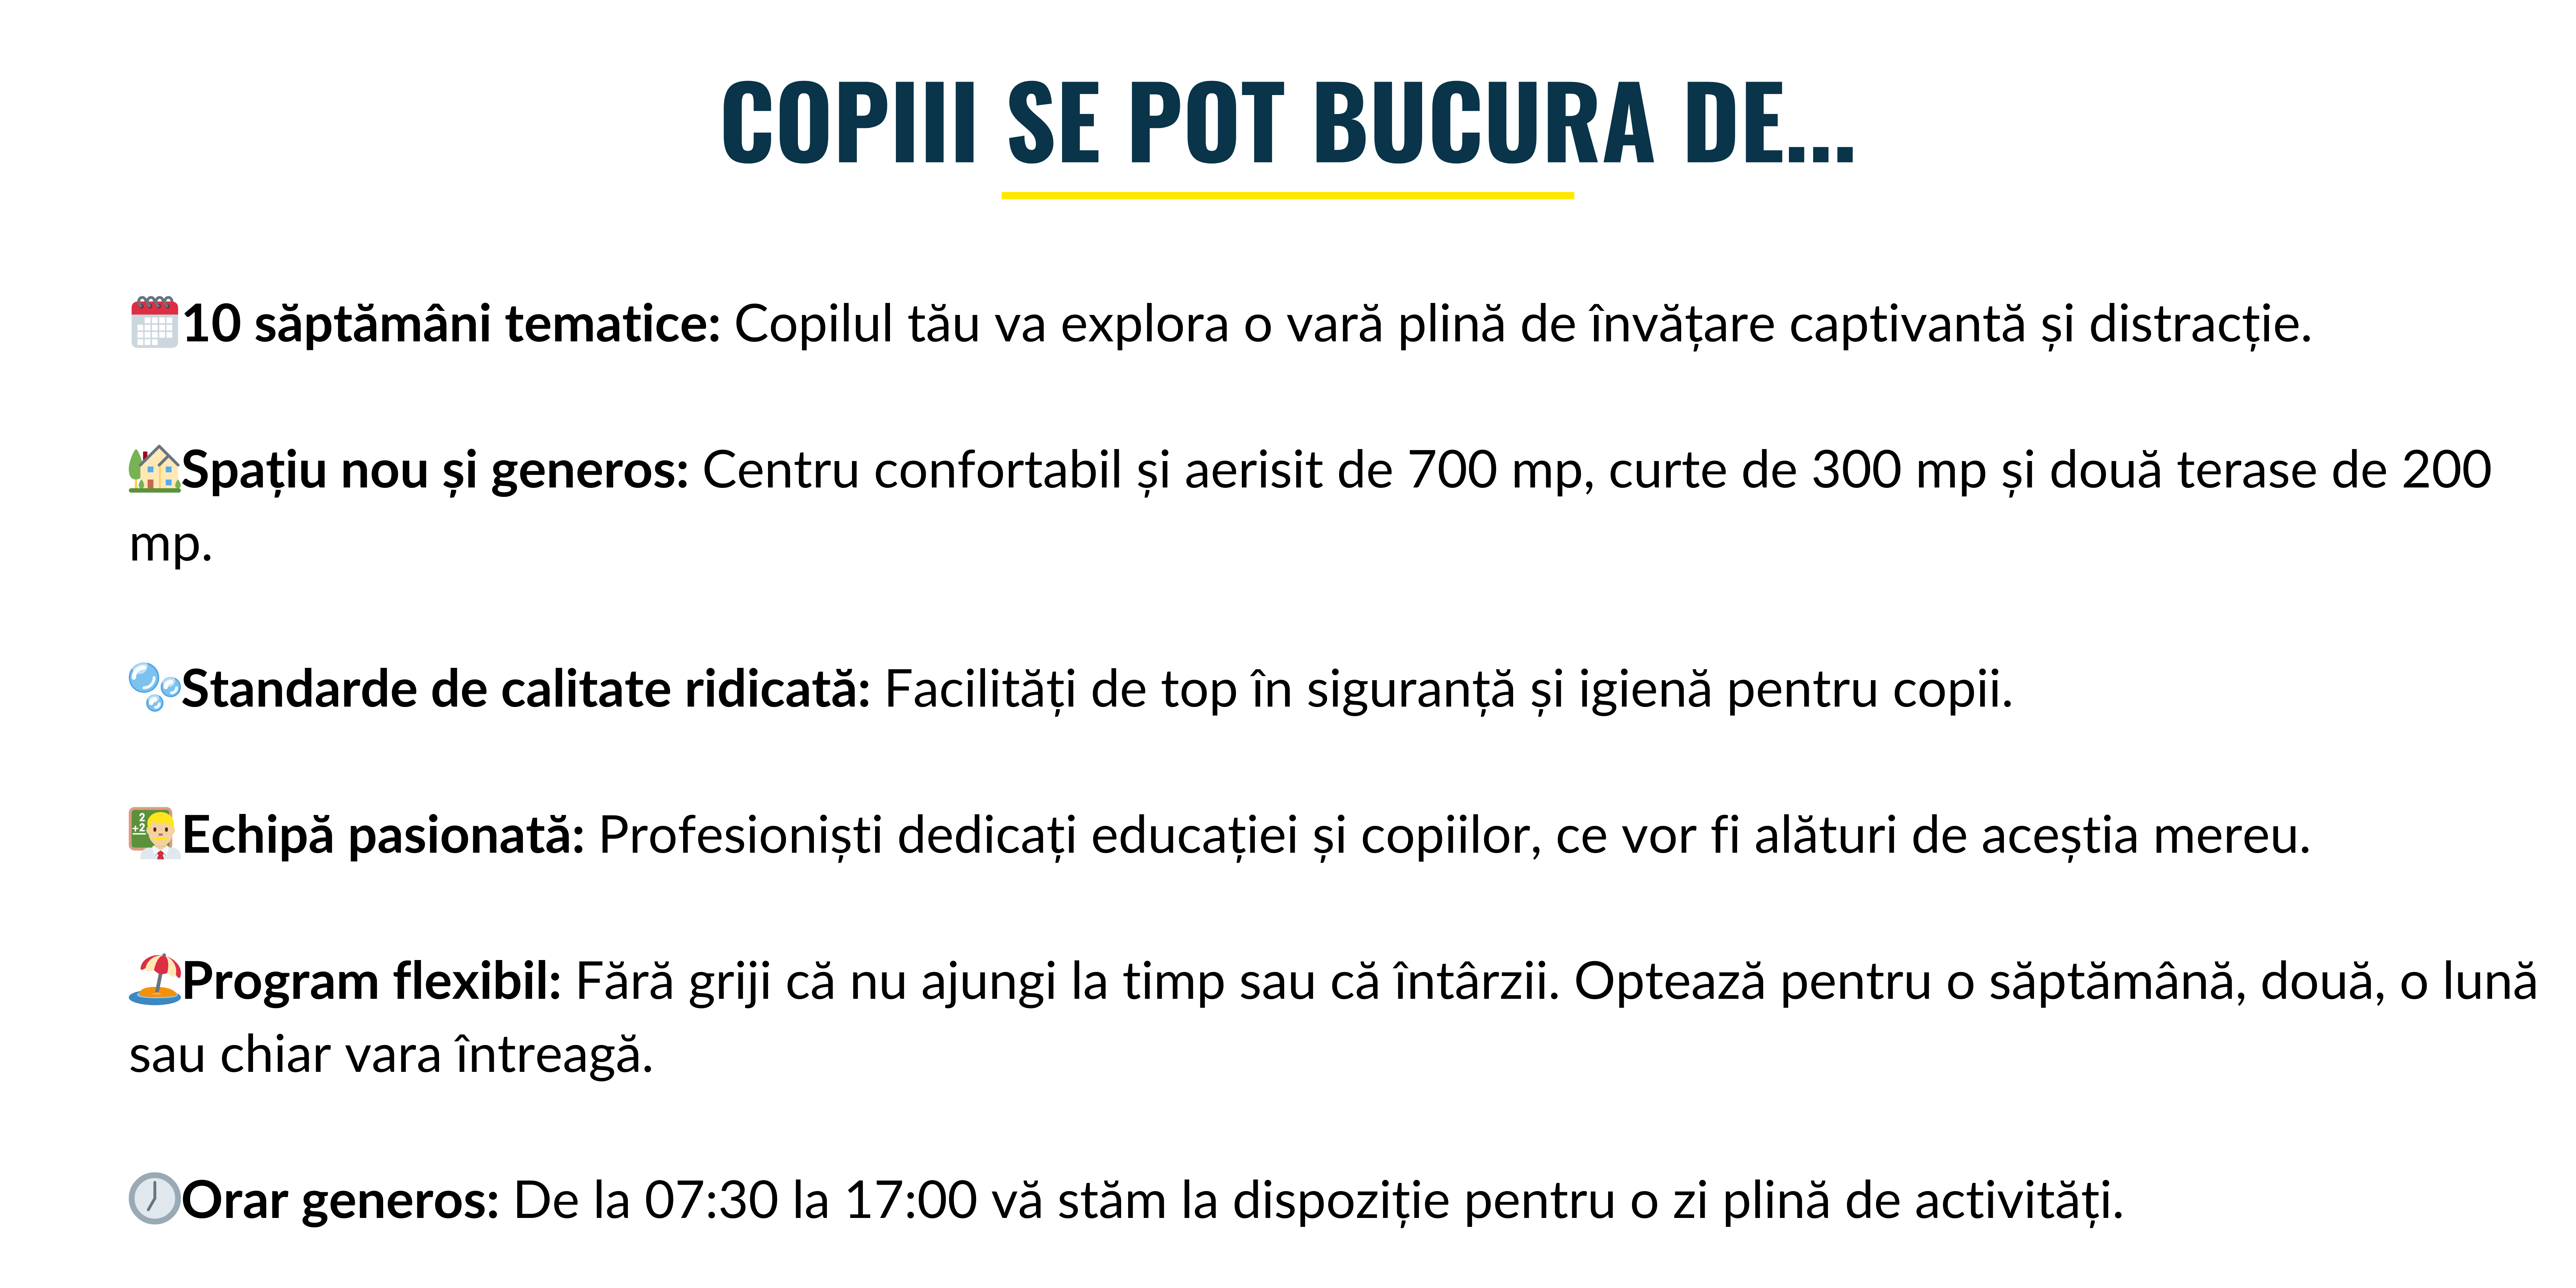 COPIII SE POT BUCURA DE...
🗓️10 săptămâni tematice: Copilul tău va explora o vară plină de învățare captivantă și distracție.
🏡Spațiu nou și generos: Centru confortabil și aerisit de 700 mp, curte de 300 mp și două terase de 200
mp.
🫧Standarde de calitate ridicată: Facilități de top în siguranță și igienă pentru copii.
👨🏼‍🏫Echipă pasionată: Profesioniști dedicați educației și copiilor, ce vor fi alături de aceștia mereu.
🏖️Program flexibil: Fără griji că nu ajungi la timp sau că întârzii. Optează pentru o săptămână, două, o lună
sau chiar vara întreagă.
🕖Orar generos: De la 07:30 la 17:00 vă stăm la dispoziție pentru o zi plină de activități.